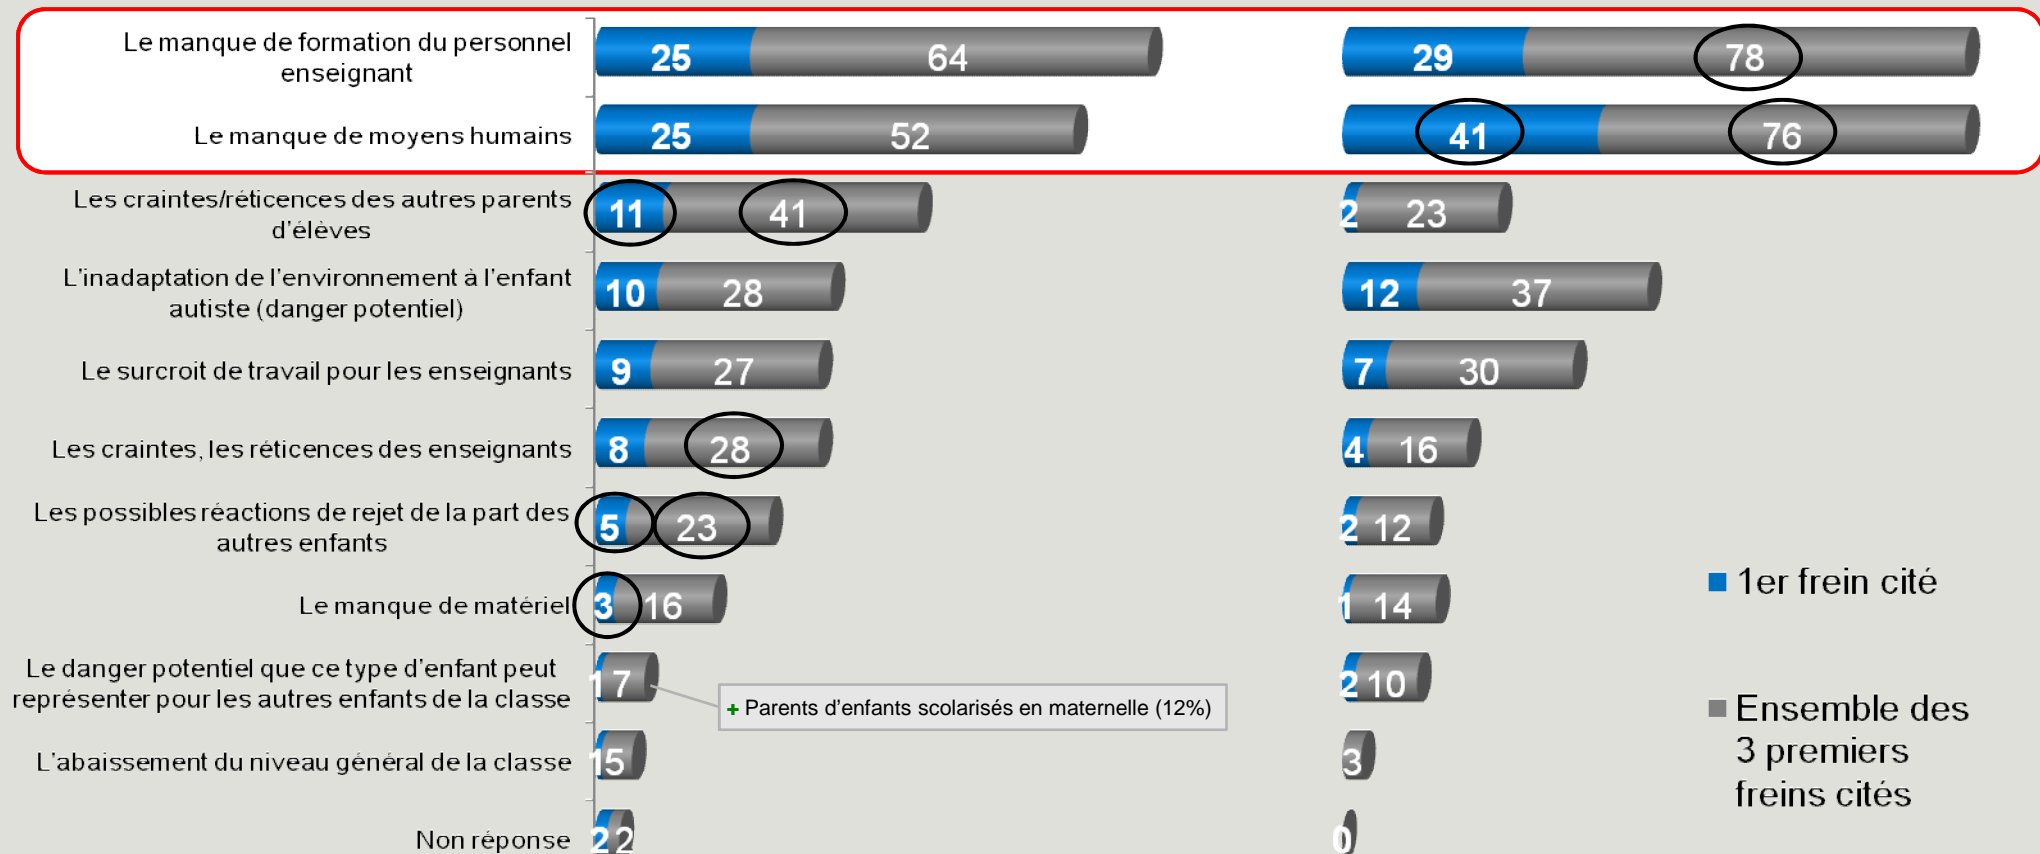 Le manque de formation du personnel
enseignant
25 64 29 78
Le manque de moyens humains
25 52 41 76
Les craintes/réticences des autres parents
d'élèves
11 41 2 23
L'inadaptation de l'environnement à l'enfant
autiste (danger potentiel)
10 28 12 37
Le surcroit de travail pour les enseignants
9 27 7 30
Les craintes, les réticences des enseignants
8 28 4 16
Les possibles réactions de rejet de la part des
autres enfants
5 23 2 12
Le manque de matériel
3 16 1 14
Le danger potentiel que ce type d'enfant peut
représenter pour les autres enfants de la classe
1 7 2 10
+ Parents d'enfants scolarisés en maternelle (12%)
L'abaissement du niveau général de la classe
1 5 3
Non réponse
2 2 0
1er frein cité
Ensemble des
3 premiers
freins cités